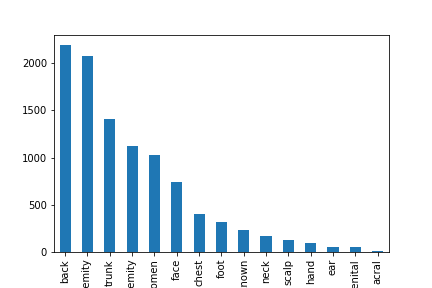 2000
1500
1000
500
0
back
emity
trunk
emity
omen
face
chest
foot
nown
neck
scalp
hand
ear
enital
acral